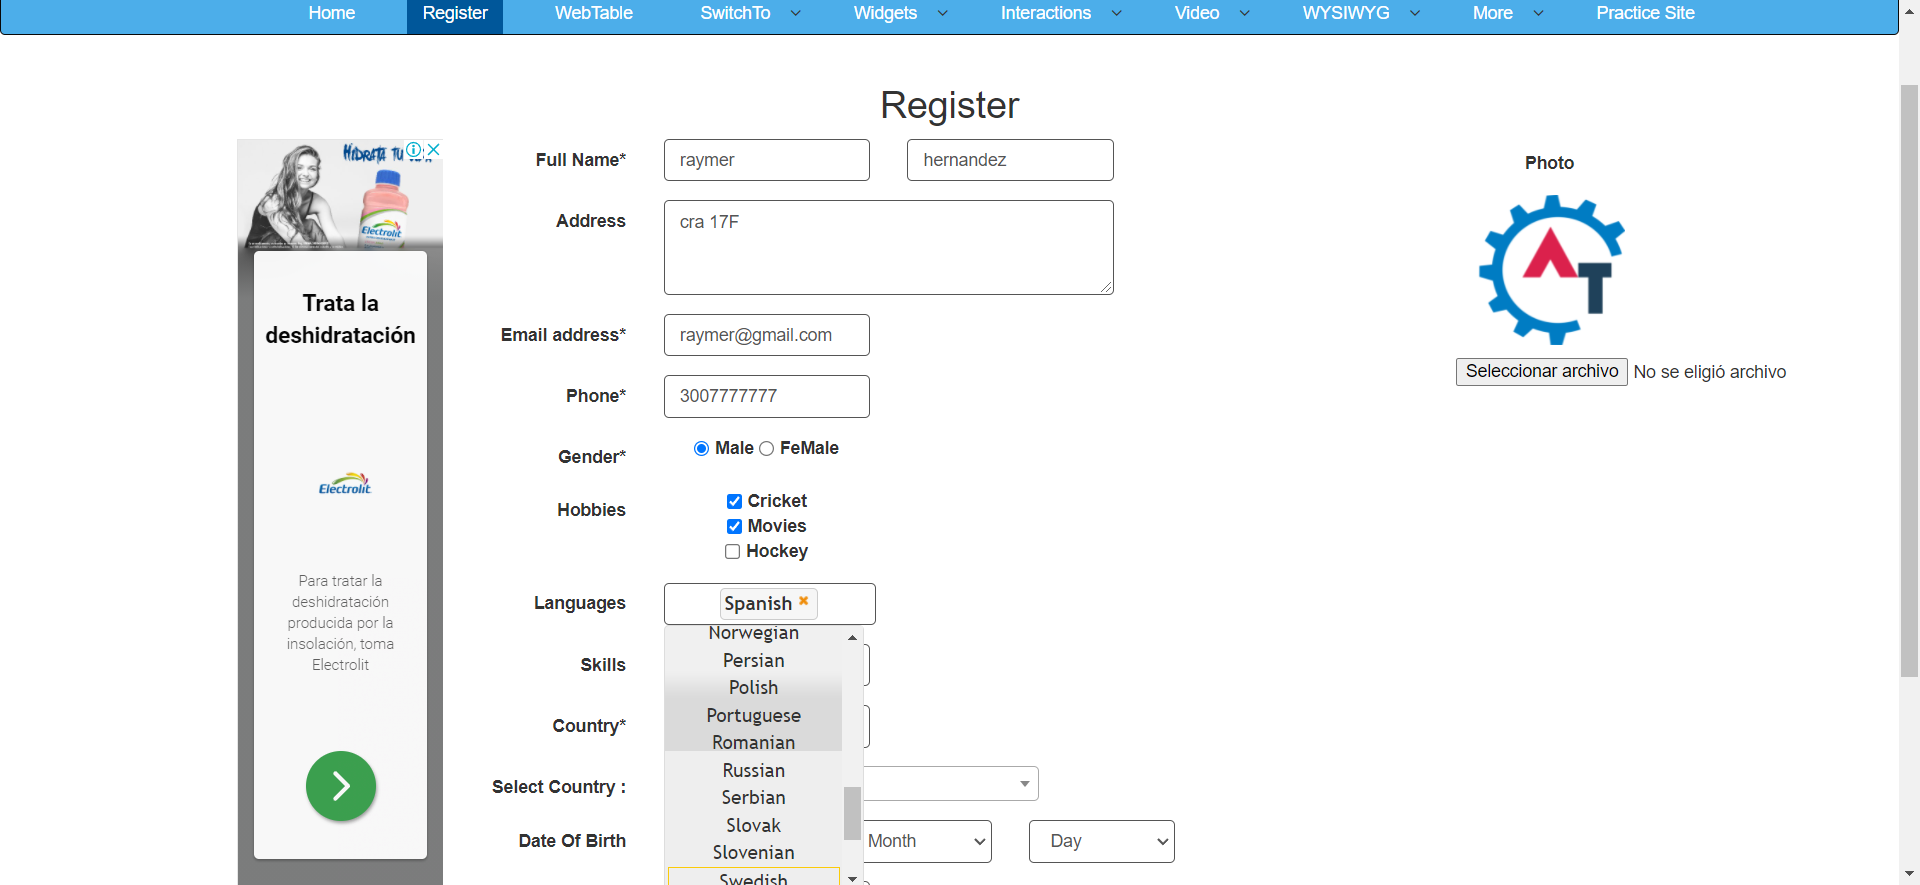 Home Register WebTable SwitchTo Widgets Interactions Video WYSIWYG More Practice Site
Register
HIDRATA TU
Electrolit
Trata la
deshidratación
Electrolit
Para tratar la
deshidratación
producida por la
insolación, toma
Electrolit
Full Name* raymer hernandez
Address cra 17F
Email address* raymer@gmail.com
Phone* 3007777777
Gender* Male FeMale
Hobbies Cricket
Movies
Hockey
Languages Spanish
Norwegian
Persian
Polish
Portuguese
Romanian
Russian
Serbian
Slovak
Slovenian
Swedish
Skills
Country*
Select Country :
Date Of Birth Month Day
Photo
AT
Seleccionar archivo No se eligió archivo